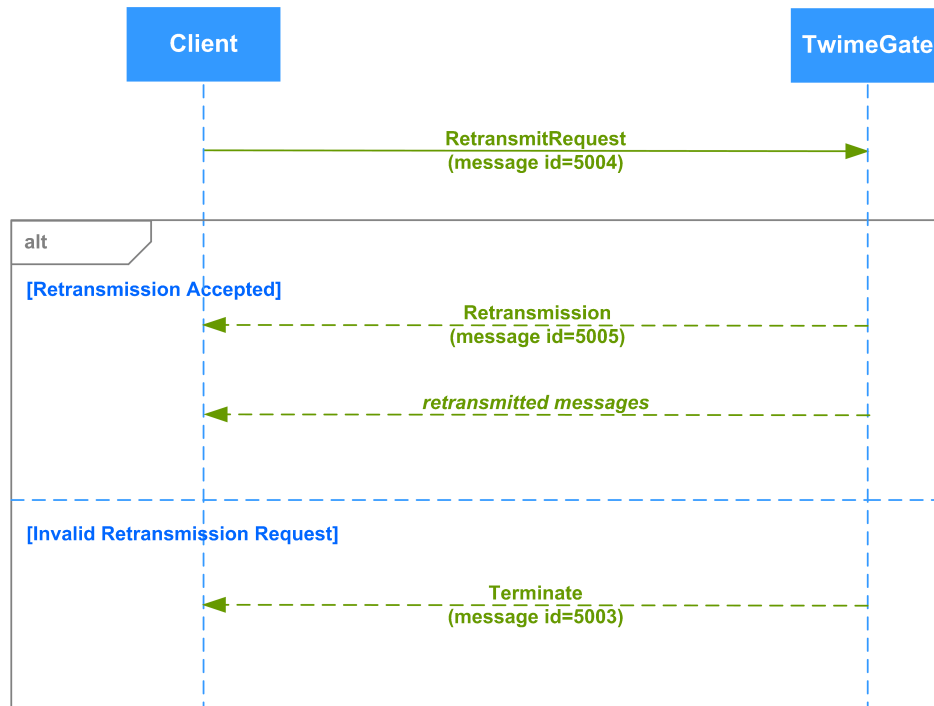 Client
TwimeGate
RetransmitRequest
(message id=5004)
alt
[Retransmission Accepted]
Retransmission
(message id=5005)
retransmitted messages
[Invalid Retransmission Request]
Terminate
(message id=5003)